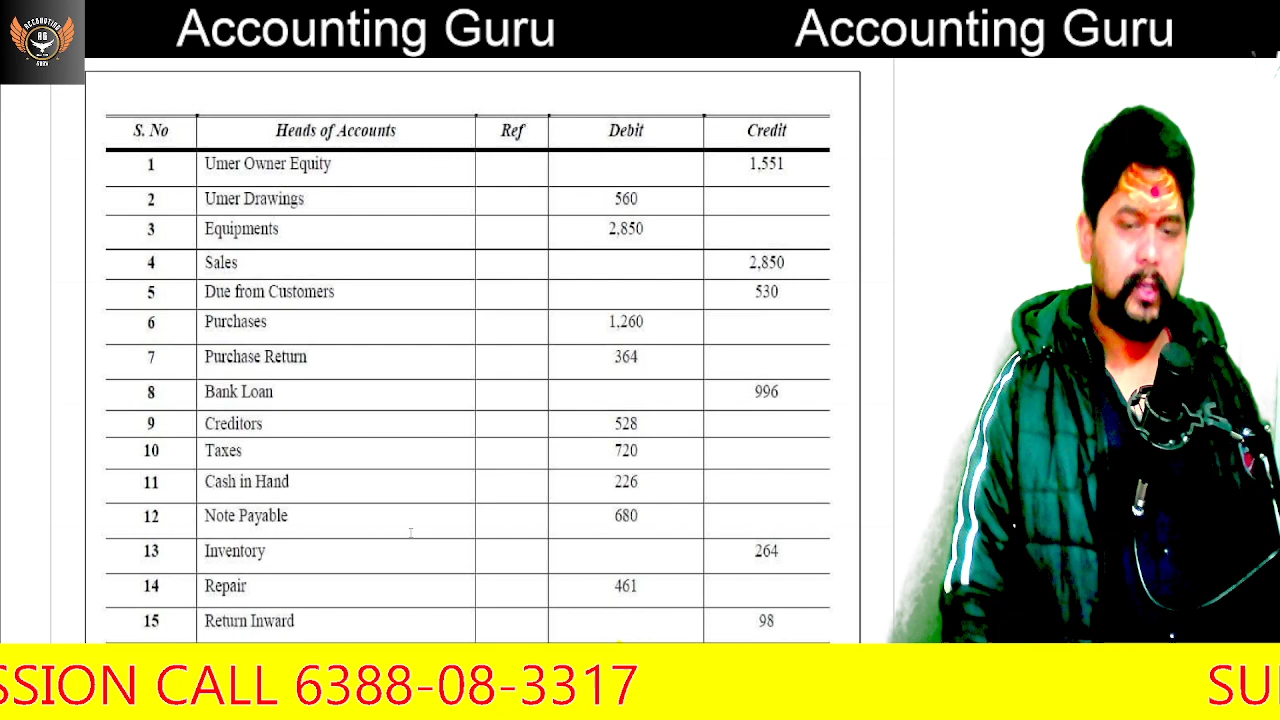 Accounting Guru Accounting Guru
ACCOUNTING
AG
GURU
S. No Heads of Accounts Ref Debit Credit
1 Umer Owner Equity 1,551
2 Umer Drawings 560
3 Equipments 2,850
4 Sales 2,850
5 Due from Customers 530
6 Purchases 1,260
7 Purchase Return 364
8 Bank Loan 996
9 Creditors 528
10 Taxes 720
11 Cash in Hand 226
12 Note Payable 680
13 Inventory 264
14 Repair 461
15 Return Inward 98
SSION CALL 6388-08-3317 SU